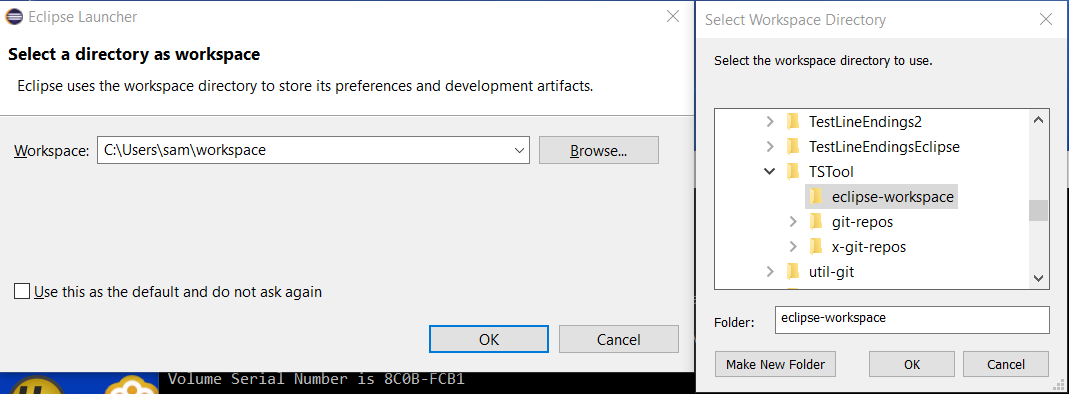 Eclipse Launcher
Select a directory as workspace
Eclipse uses the workspace directory to store its preferences and development artifacts.
Workspace:
C:\Users\sam\workspace
Browse...
Use this as the default and do not ask again
OK
Cancel
Volume Serial Number is 8C0B-FCB1
Select Workspace Directory
Select the workspace directory to use.
TestLineEndings2
TestLineEndingsEclipse
TSTool
eclipse-workspace
git-repos
x-git-repos
util-git
Folder:
eclipse-workspace
Make New Folder
OK
Cancel